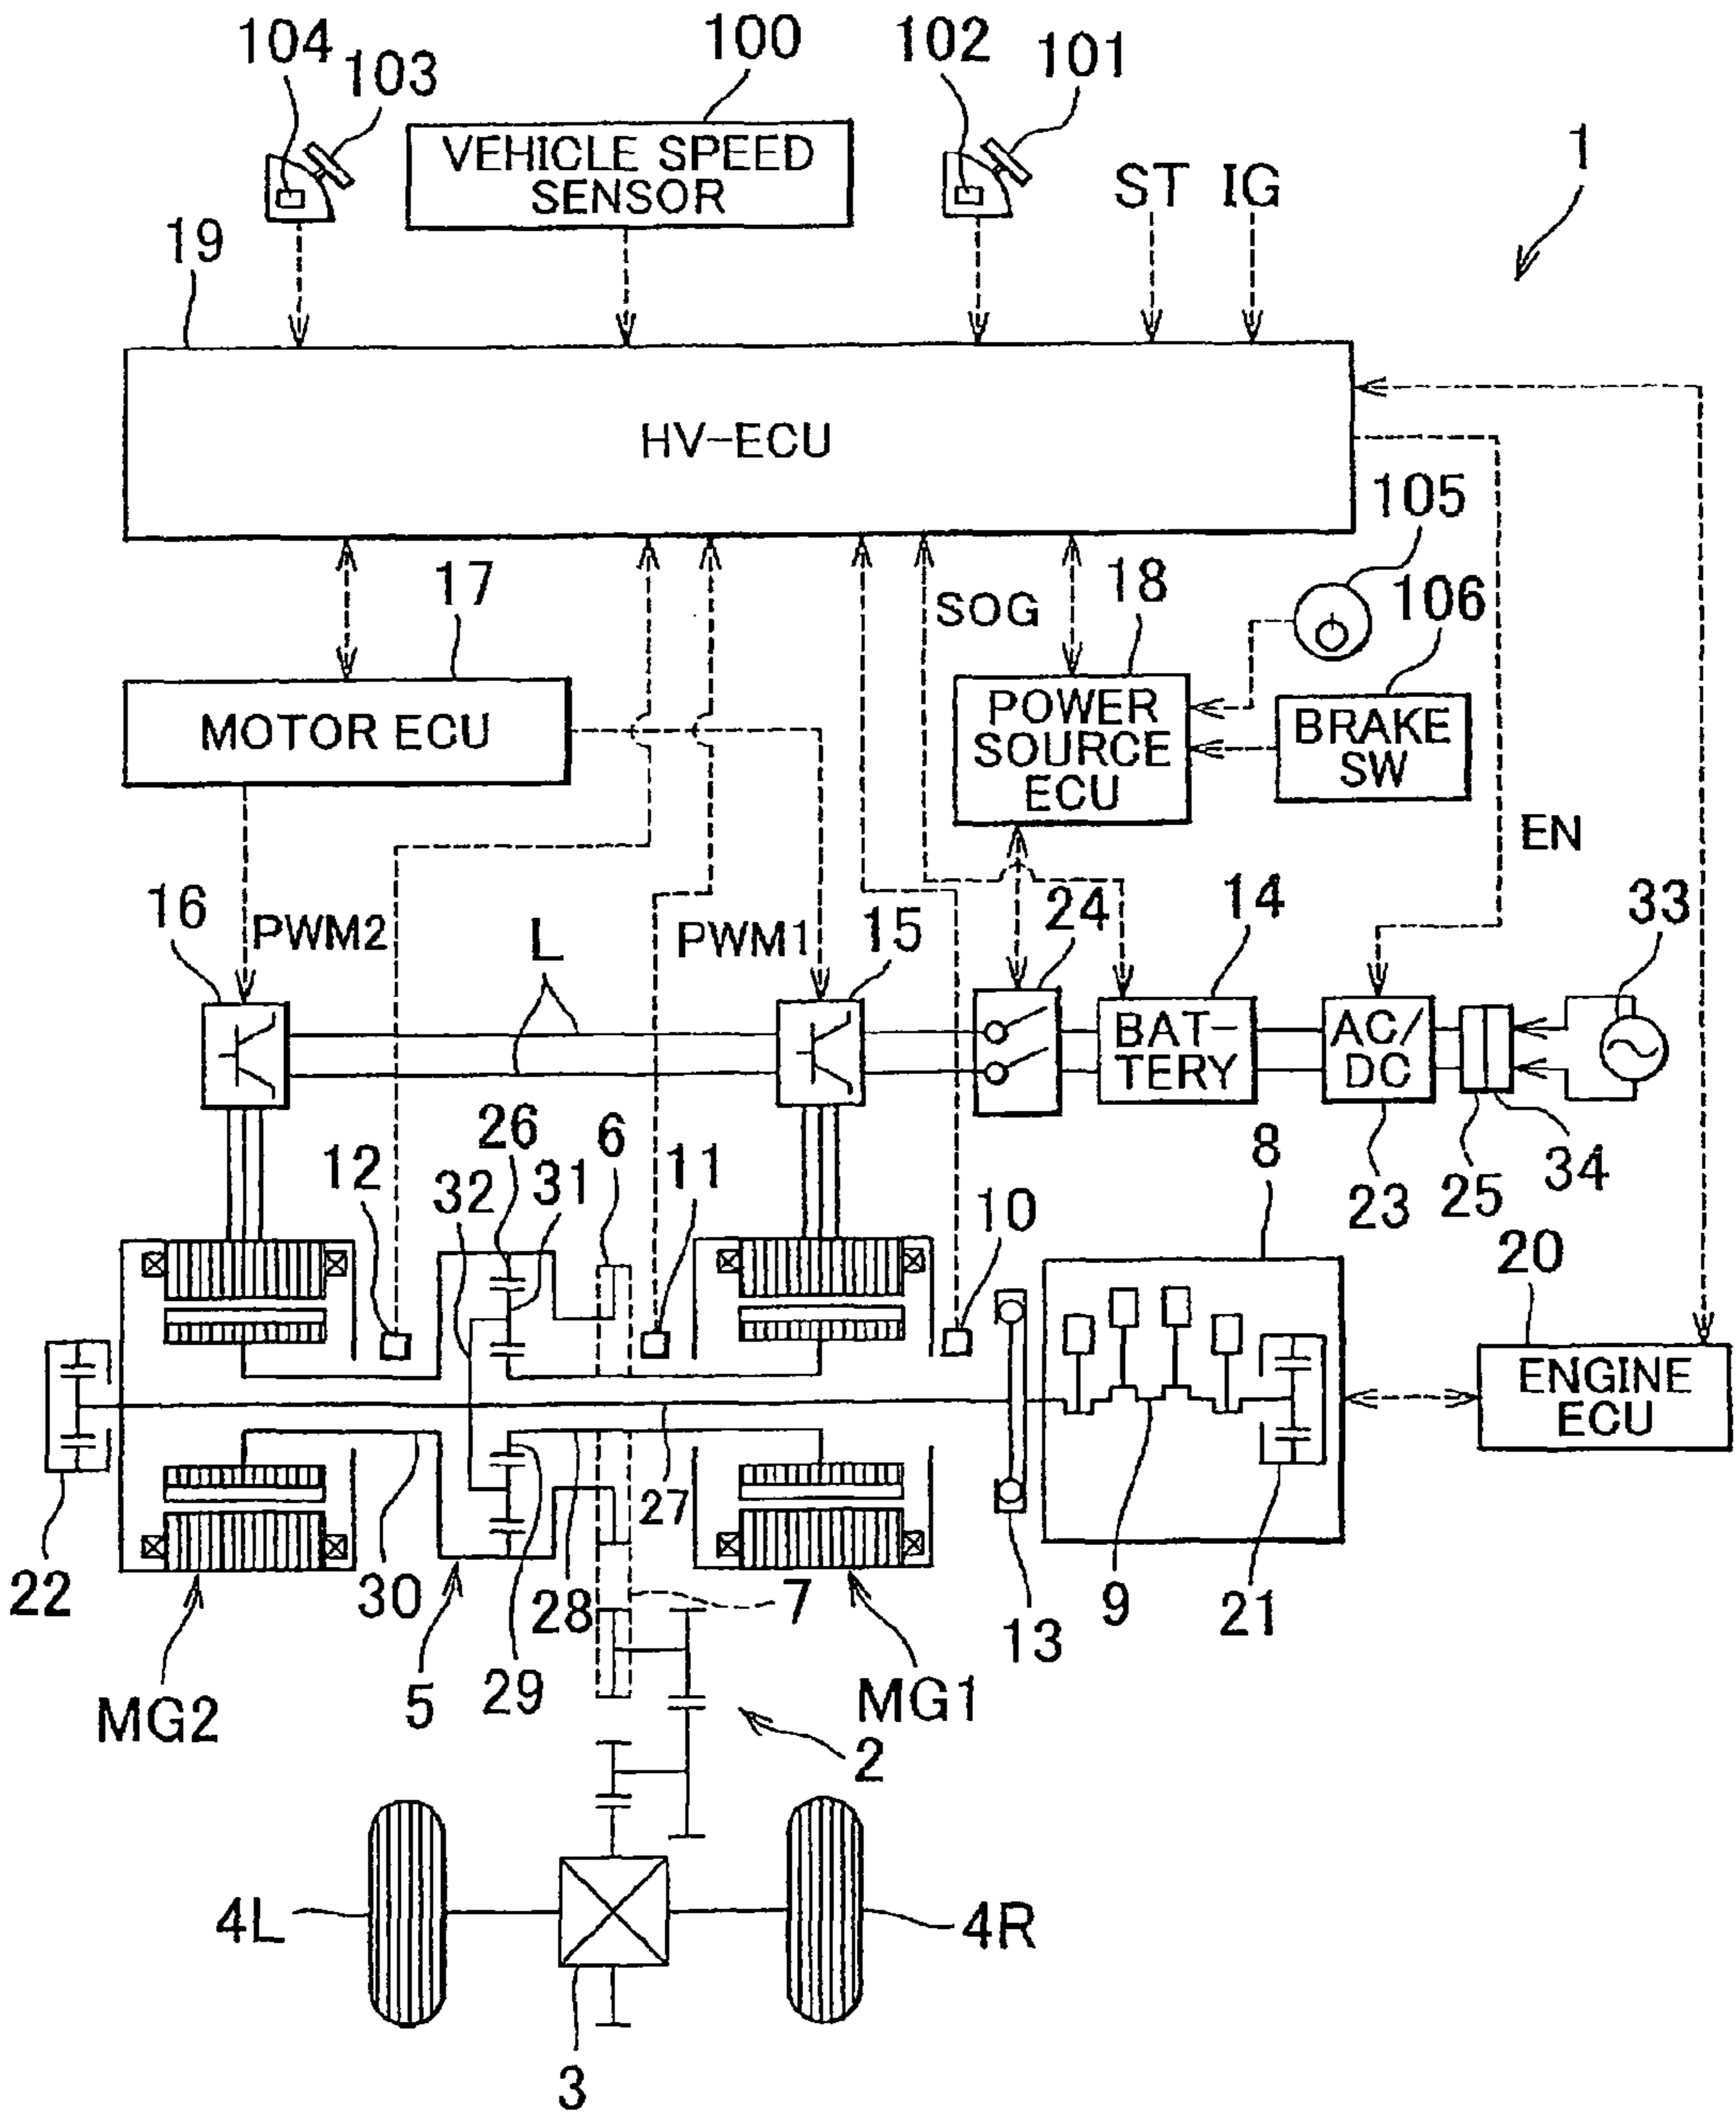 104
103
100
102
101
VEHICLE SPEED
SENSOR
ST
IG
1
19
HV-ECU
105
17
SOG
18
106
MOTOR ECU
POWER
SOURCE
ECU
BRAKE
SW
EN
16
PWM2
L
PWM1
15
24
14
33
BAT-
TERY
AC/
DC
12
32
26
31
6
11
10
8
23
25
34
20
ENGINE
ECU
22
30
5
29
28
27
7
13
9
21
MG2
MG1
2
4L
4R
3